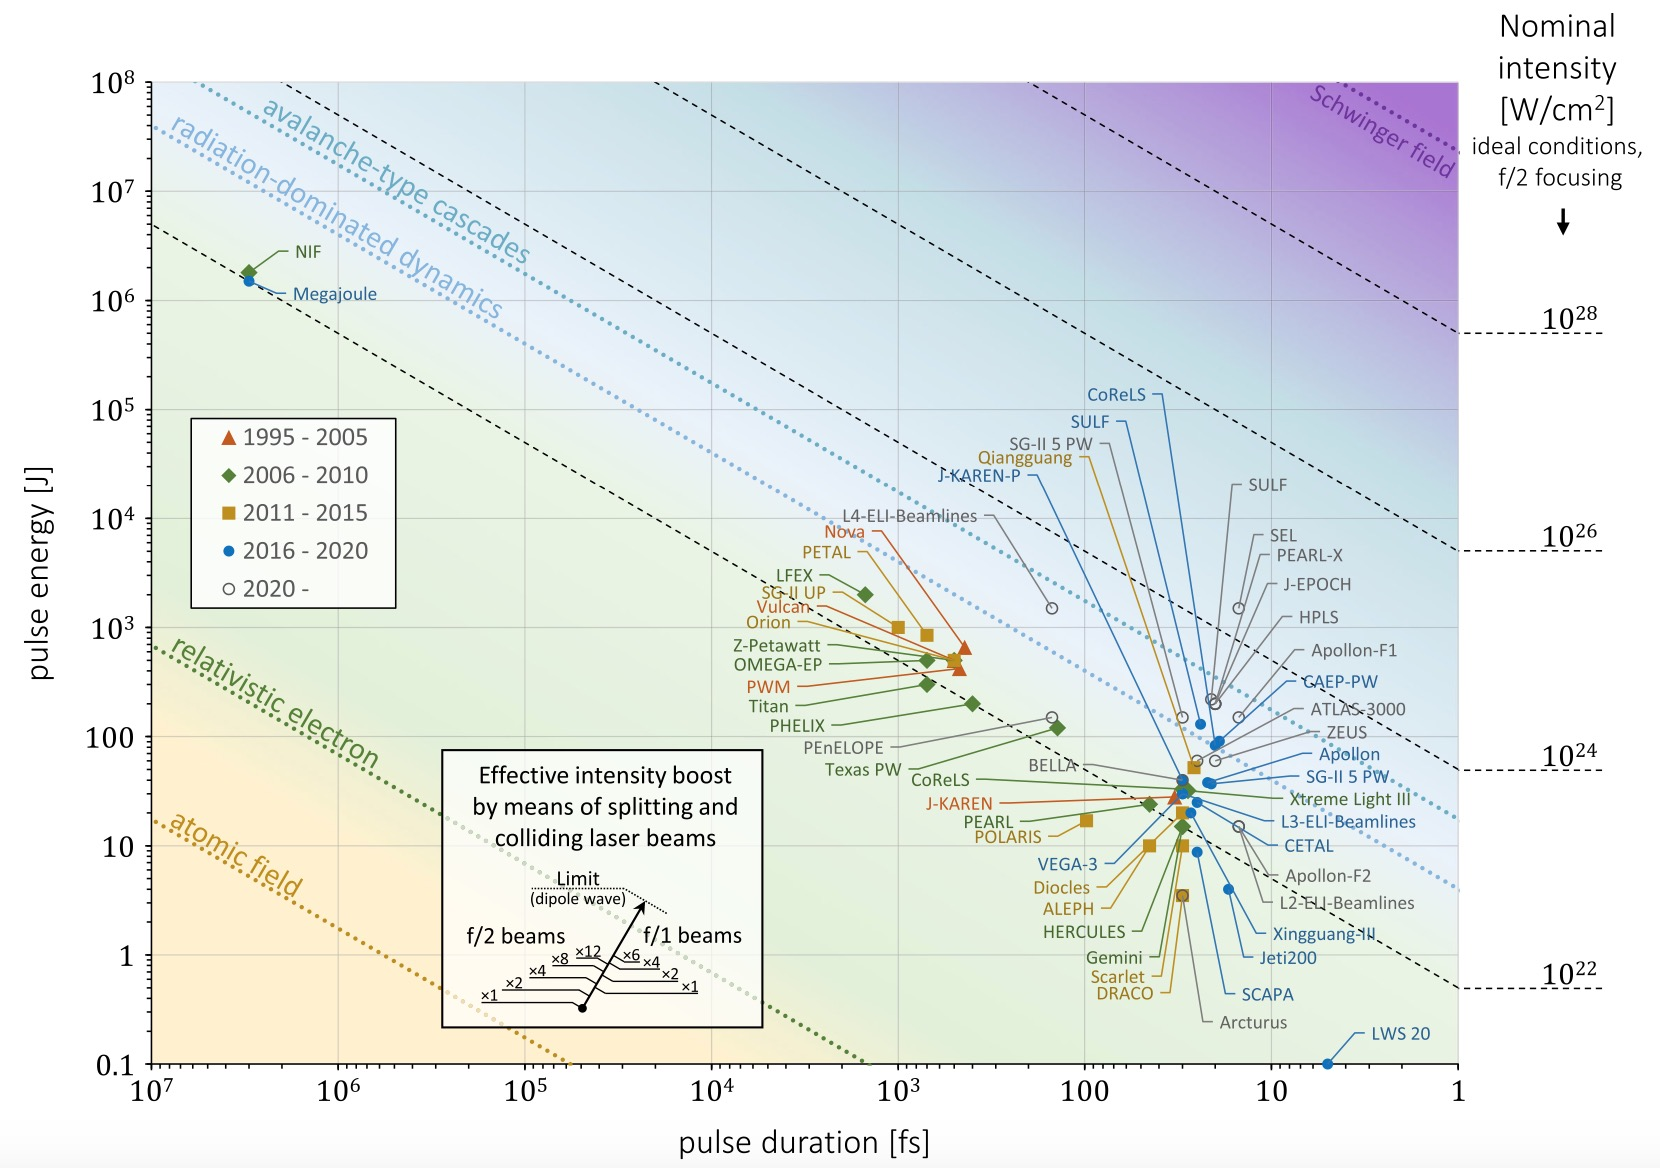 Nominal
intensity
[W/cm²]
ideal conditions,
f/2 focusing
10⁸
10⁷
10⁶
10⁵
10⁴
10³
100
10
1
0.1
pulse energy [J]
avalanche-type cascades
radiation-dominated dynamics
Schwinger field
relativistic electron
atomic field
10²⁸
10²⁶
10²⁴
10²²
NIF
Megajoule
1995 - 2005
2006 - 2010
2011 - 2015
2016 - 2020
2020 -
CoReLS
SULF
SG-II 5 PW
Qiangguang
J-KAREN-P
L4-ELI-Beamlines
Nova
PETAL
LFEX
SG-II UP
Vulcan
Orion
Z-Petawatt
OMEGA-EP
PWM
Titan
PHELIX
PEnELOPE
Texas PW
BELLA
CoReLS
J-KAREN
PEARL
POLARIS
VEGA-3
Diocles
ALEPH
HERCULES
Gemini
Scarlet
DRACO
SULF
SEL
PEARL-X
J-EPOCH
HPLS
Apollon-F1
CAEP-PW
ATLAS-3000
ZEUS
Apollon
SG-II 5 PW
Xtreme Light III
L3-ELI-Beamlines
CETAL
Apollon-F2
L2-ELI-Beamlines
Xingguang-III
Jeti200
SCAPA
Arcturus
LWS 20
Effective intensity boost
by means of splitting and
colliding laser beams
Limit
(dipole wave)
f/2 beams
f/1 beams
×12
×8
×4
×2
×1
×6
×4
×2
×1
10⁷
10⁶
10⁵
10⁴
10³
100
10
1
pulse duration [fs]